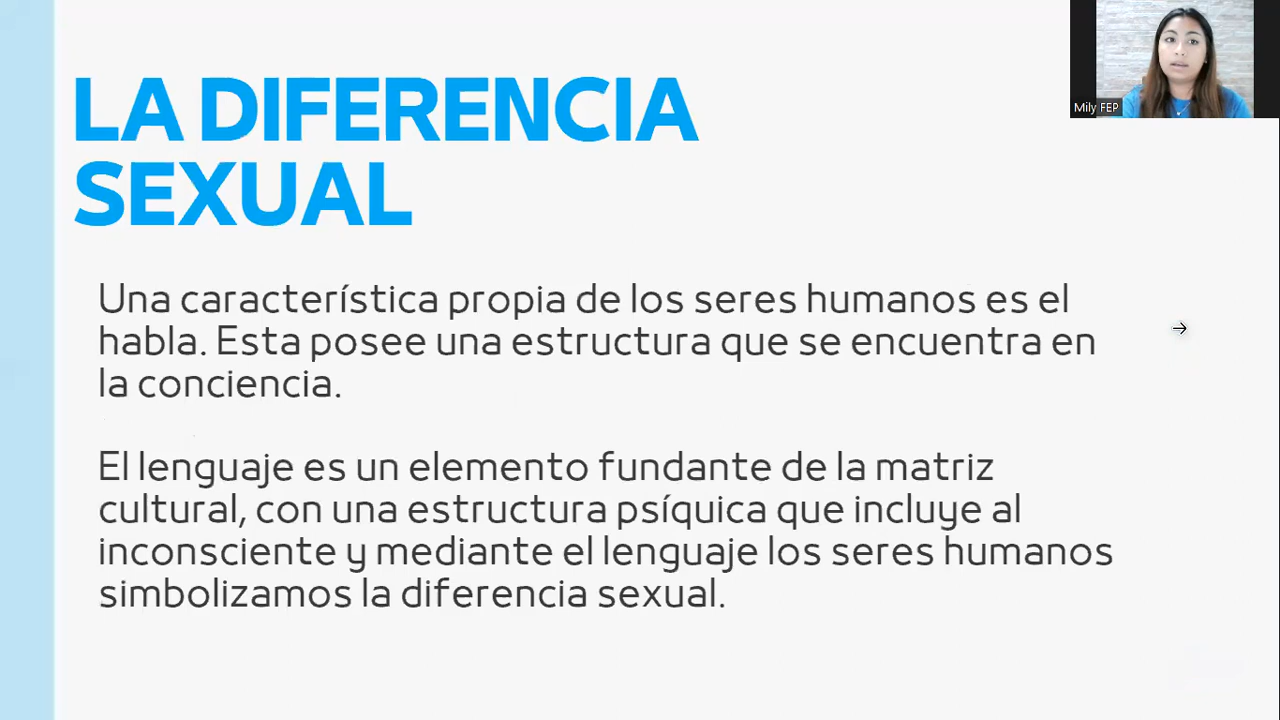 LA DIFERENCIA
SEXUAL
Mily FEP
Una característica propia de los seres humanos es el
habla. Esta posee una estructura que se encuentra en
la conciencia.
El lenguaje es un elemento fundante de la matriz
cultural, con una estructura psíquica que incluye al
inconsciente y mediante el lenguaje los seres humanos
simbolizamos la diferencia sexual.